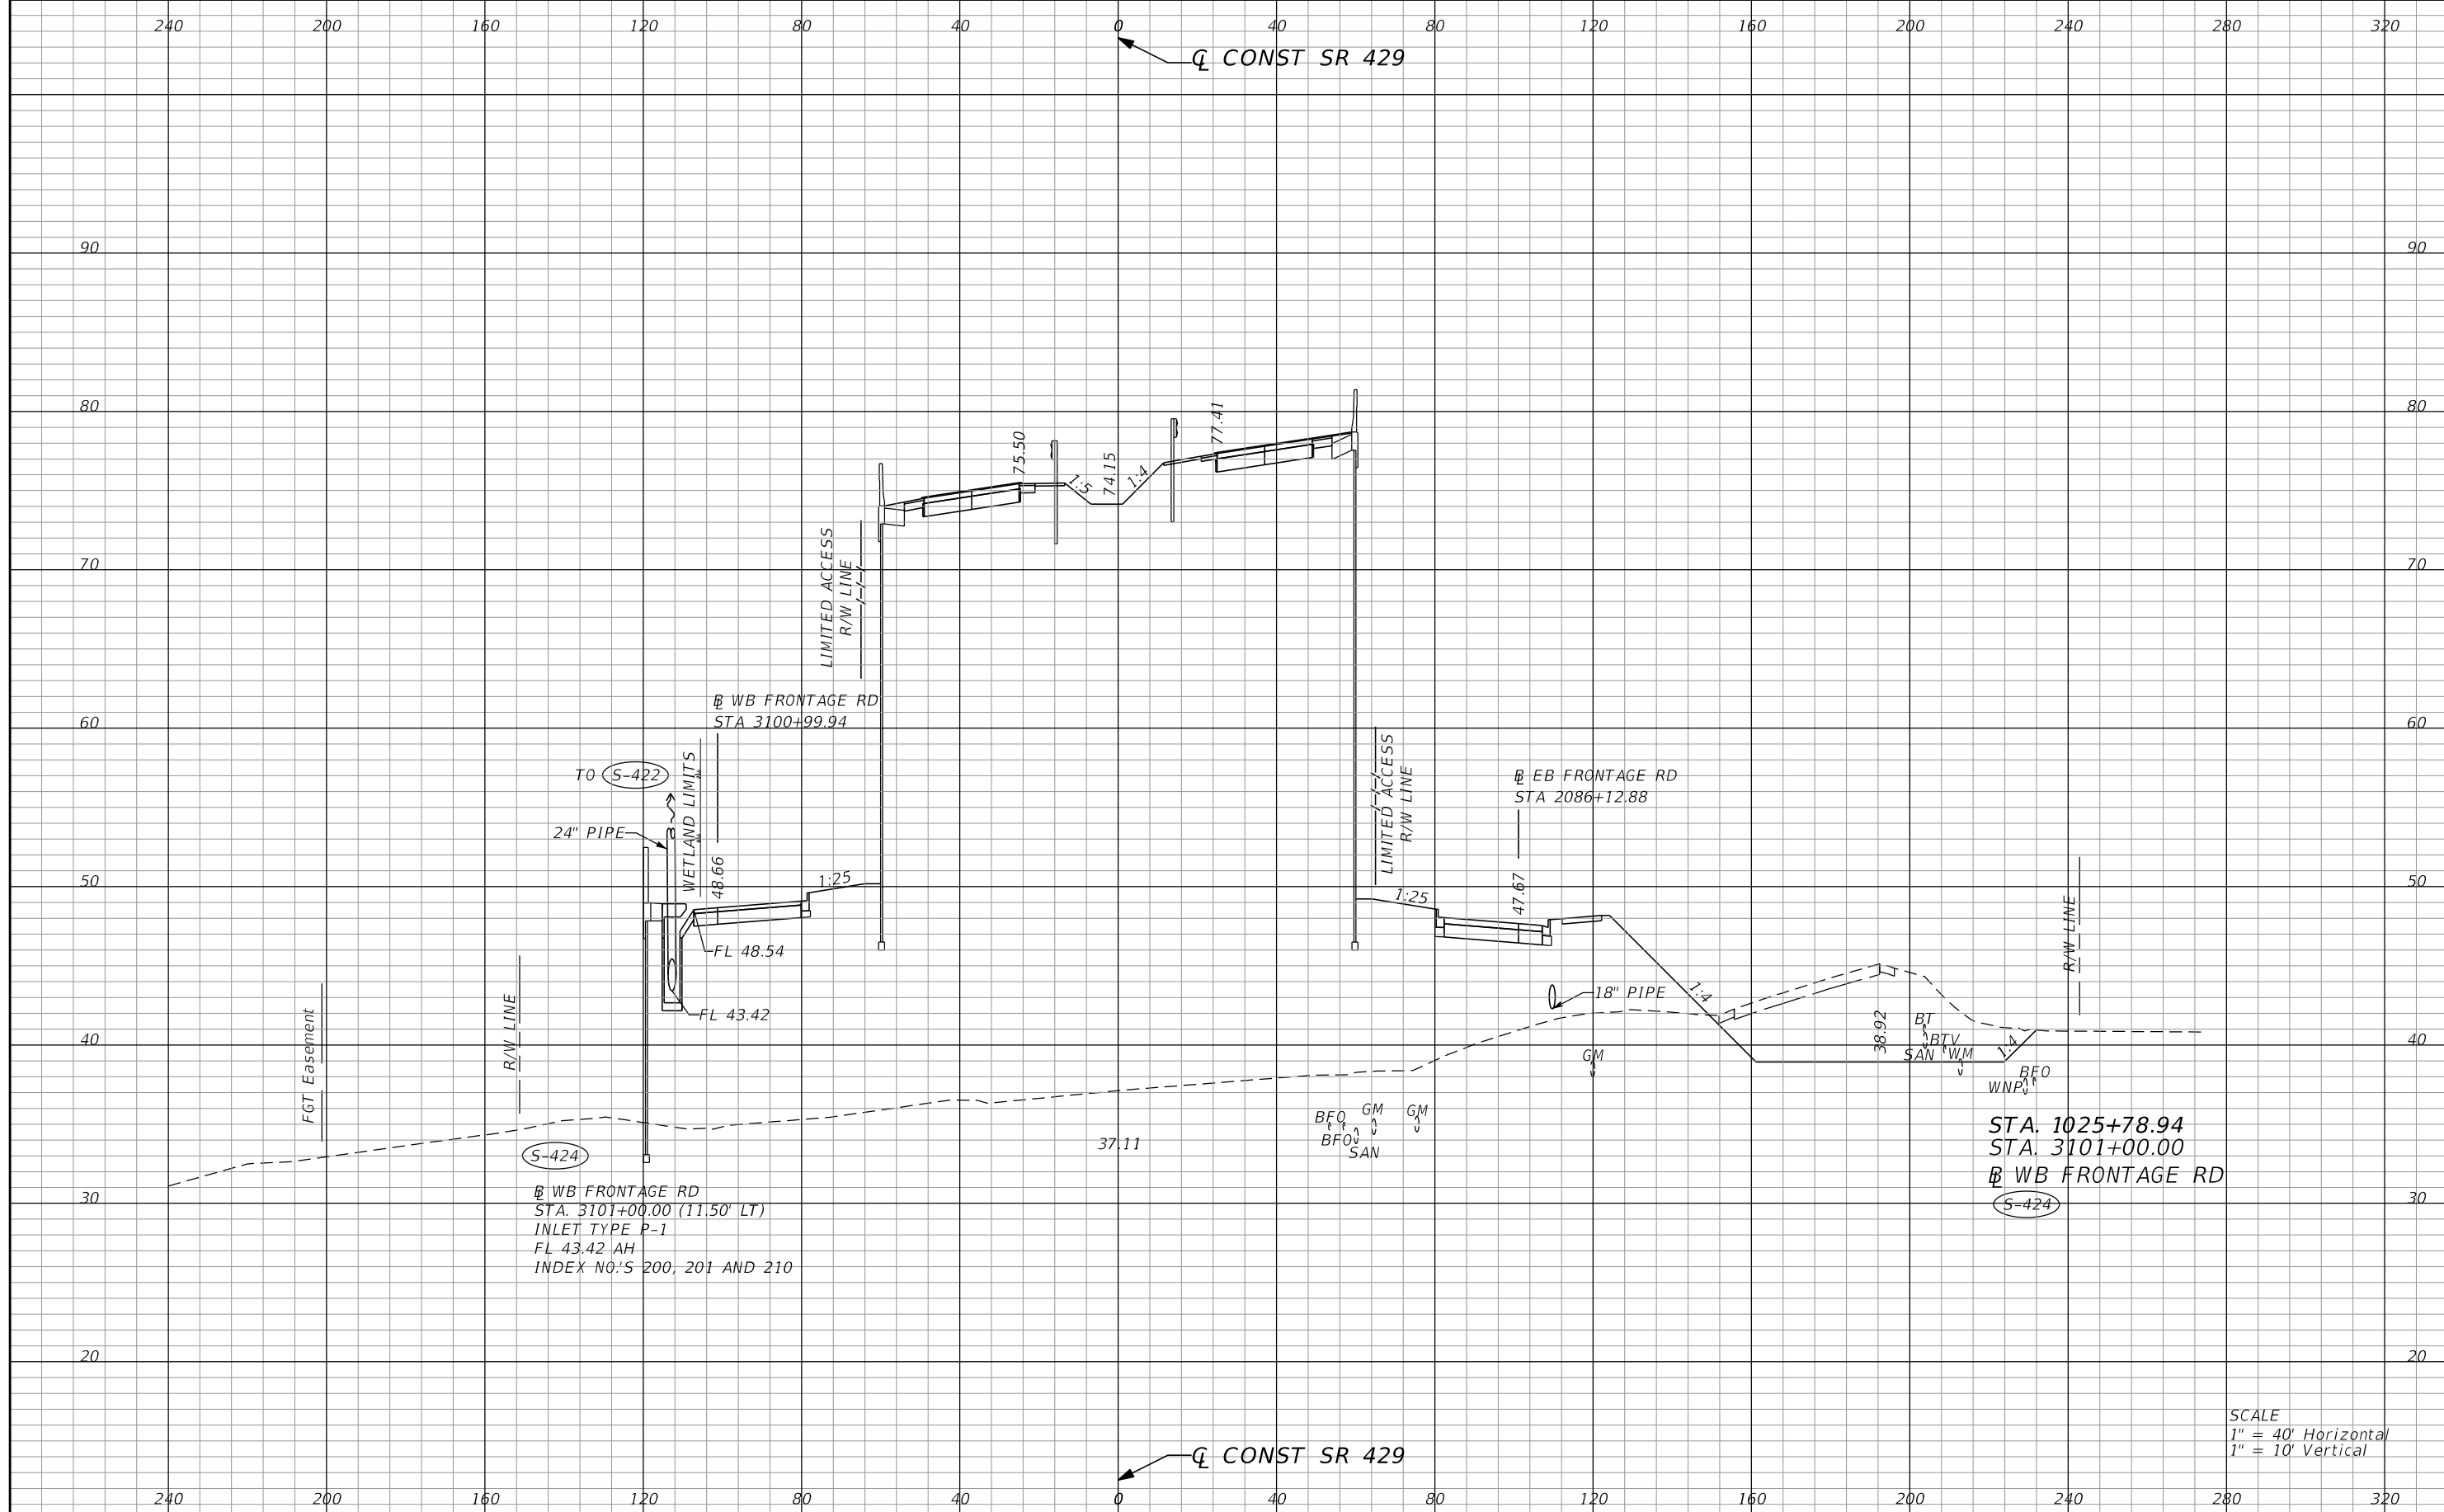 240 200 160 120 80 40 0 40 80 120 160 200 240 280 320
℄ CONST SR 429
90 90
80 80
77.41
75.50
74.15
1:5
1:4
70 70
LIMITED ACCESS
R/W LINE
℄ WB FRONTAGE RD
STA 3100+99.94
60 60
TO S-422
WETLAND LIMITS
24" PIPE
48.66
1:25
LIMITED ACCESS
R/W LINE
B̲L EB FRONTAGE RD
STA 2086+12.88
50 50
1:25
47.67
R/W LINE
FL 48.54
FL 43.42
18" PIPE
1:4
FGT Easement
R/W LINE
40 40
38.92
BT
BTV
SAN WM
1:4
GM
BFO
WNP
BFO GM GM
BFO
SAN
37.11
S-424
BL WB FRONTAGE RD
STA. 3101+00.00 (11.50' LT)
INLET TYPE P-1
FL 43.42 AH
INDEX NO.'S 200, 201 AND 210
STA. 1025+78.94
STA. 3101+00.00
BL WB FRONTAGE RD
S-424
30 30
20 20
SCALE
1" = 40' Horizontal
1" = 10' Vertical
℄ CONST SR 429
240 200 160 120 80 40 0 40 80 120 160 200 240 280 320